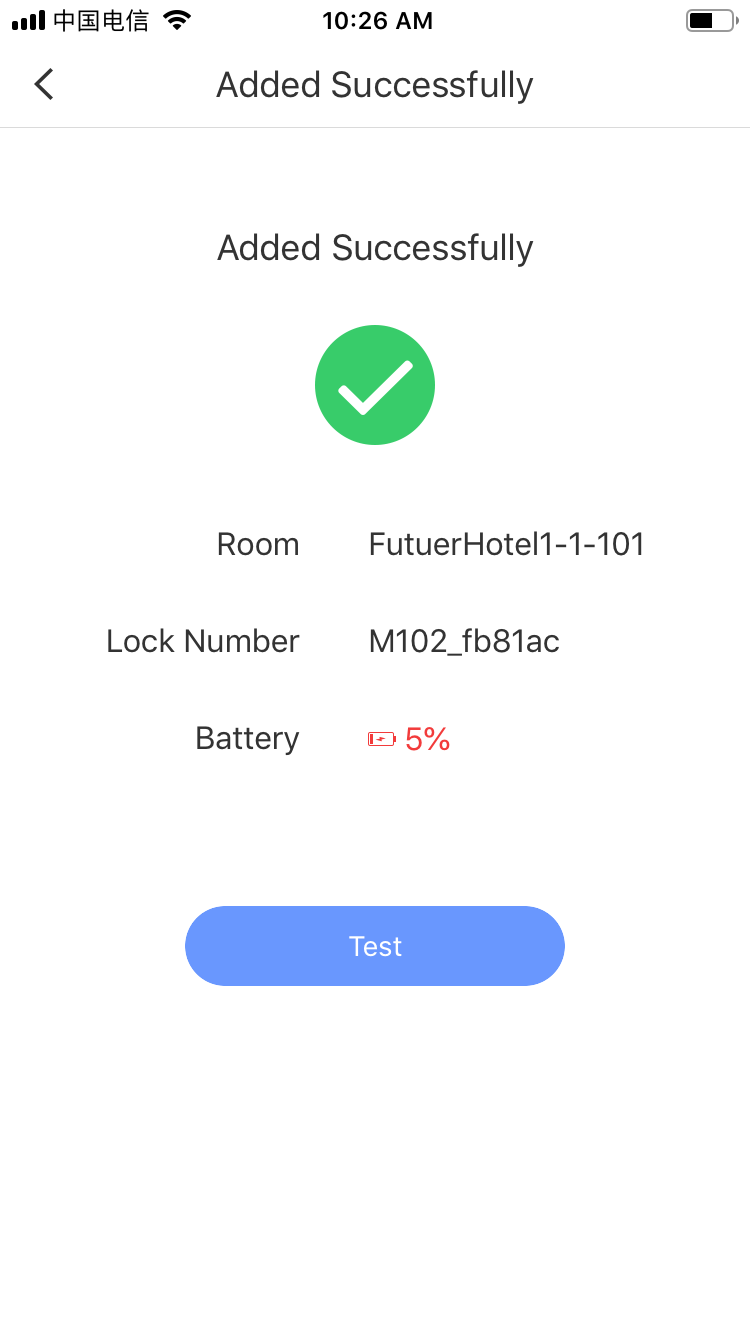 中国电信 10:26 AM
Added Successfully
Added Successfully
Room FutuerHotel1-1-101
Lock Number M102_fb81ac
Battery 5%
Test